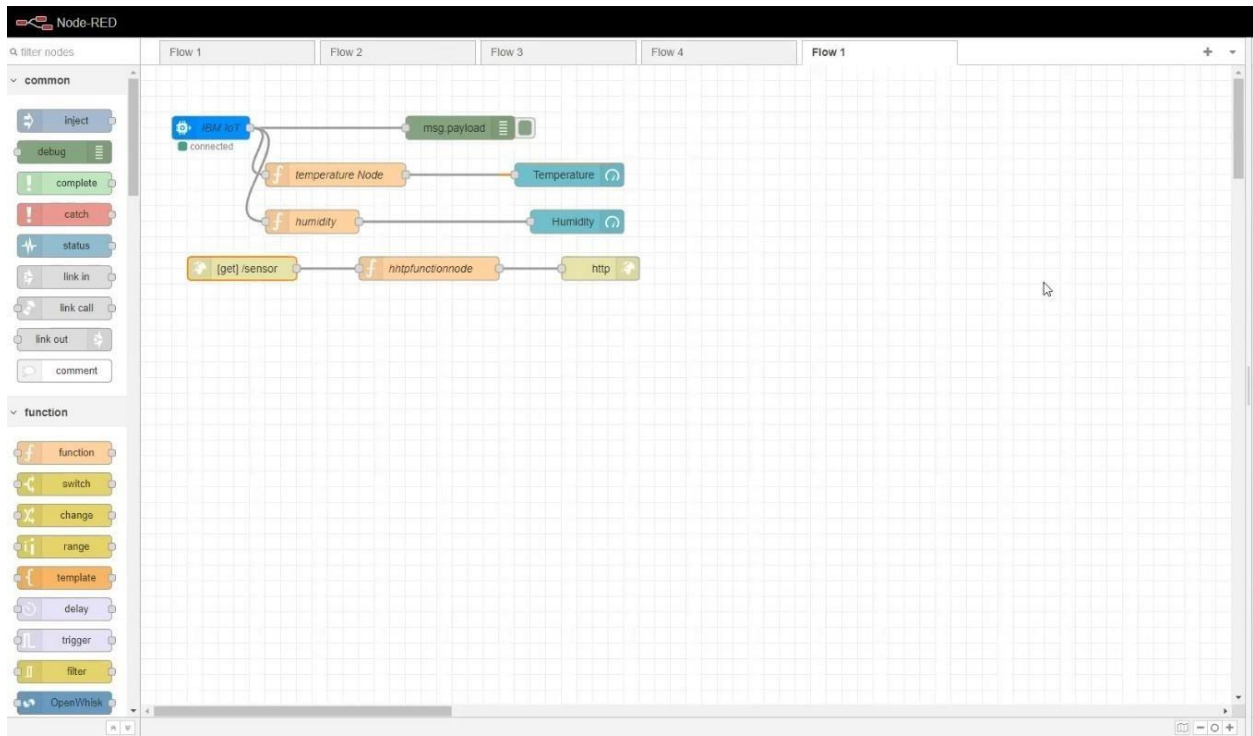 Node-RED
filter nodes
Flow 1
Flow 2
Flow 3
Flow 4
Flow 1
common
inject
debug
complete
catch
status
link in
link call
link out
comment
function
function
switch
change
range
template
delay
trigger
filter
OpenWhisk
IBM IoT
connected
msg.payload
temperature Node
Temperature
humidity
Humidity
[get] /sensor
hhtpfunctionnode
http